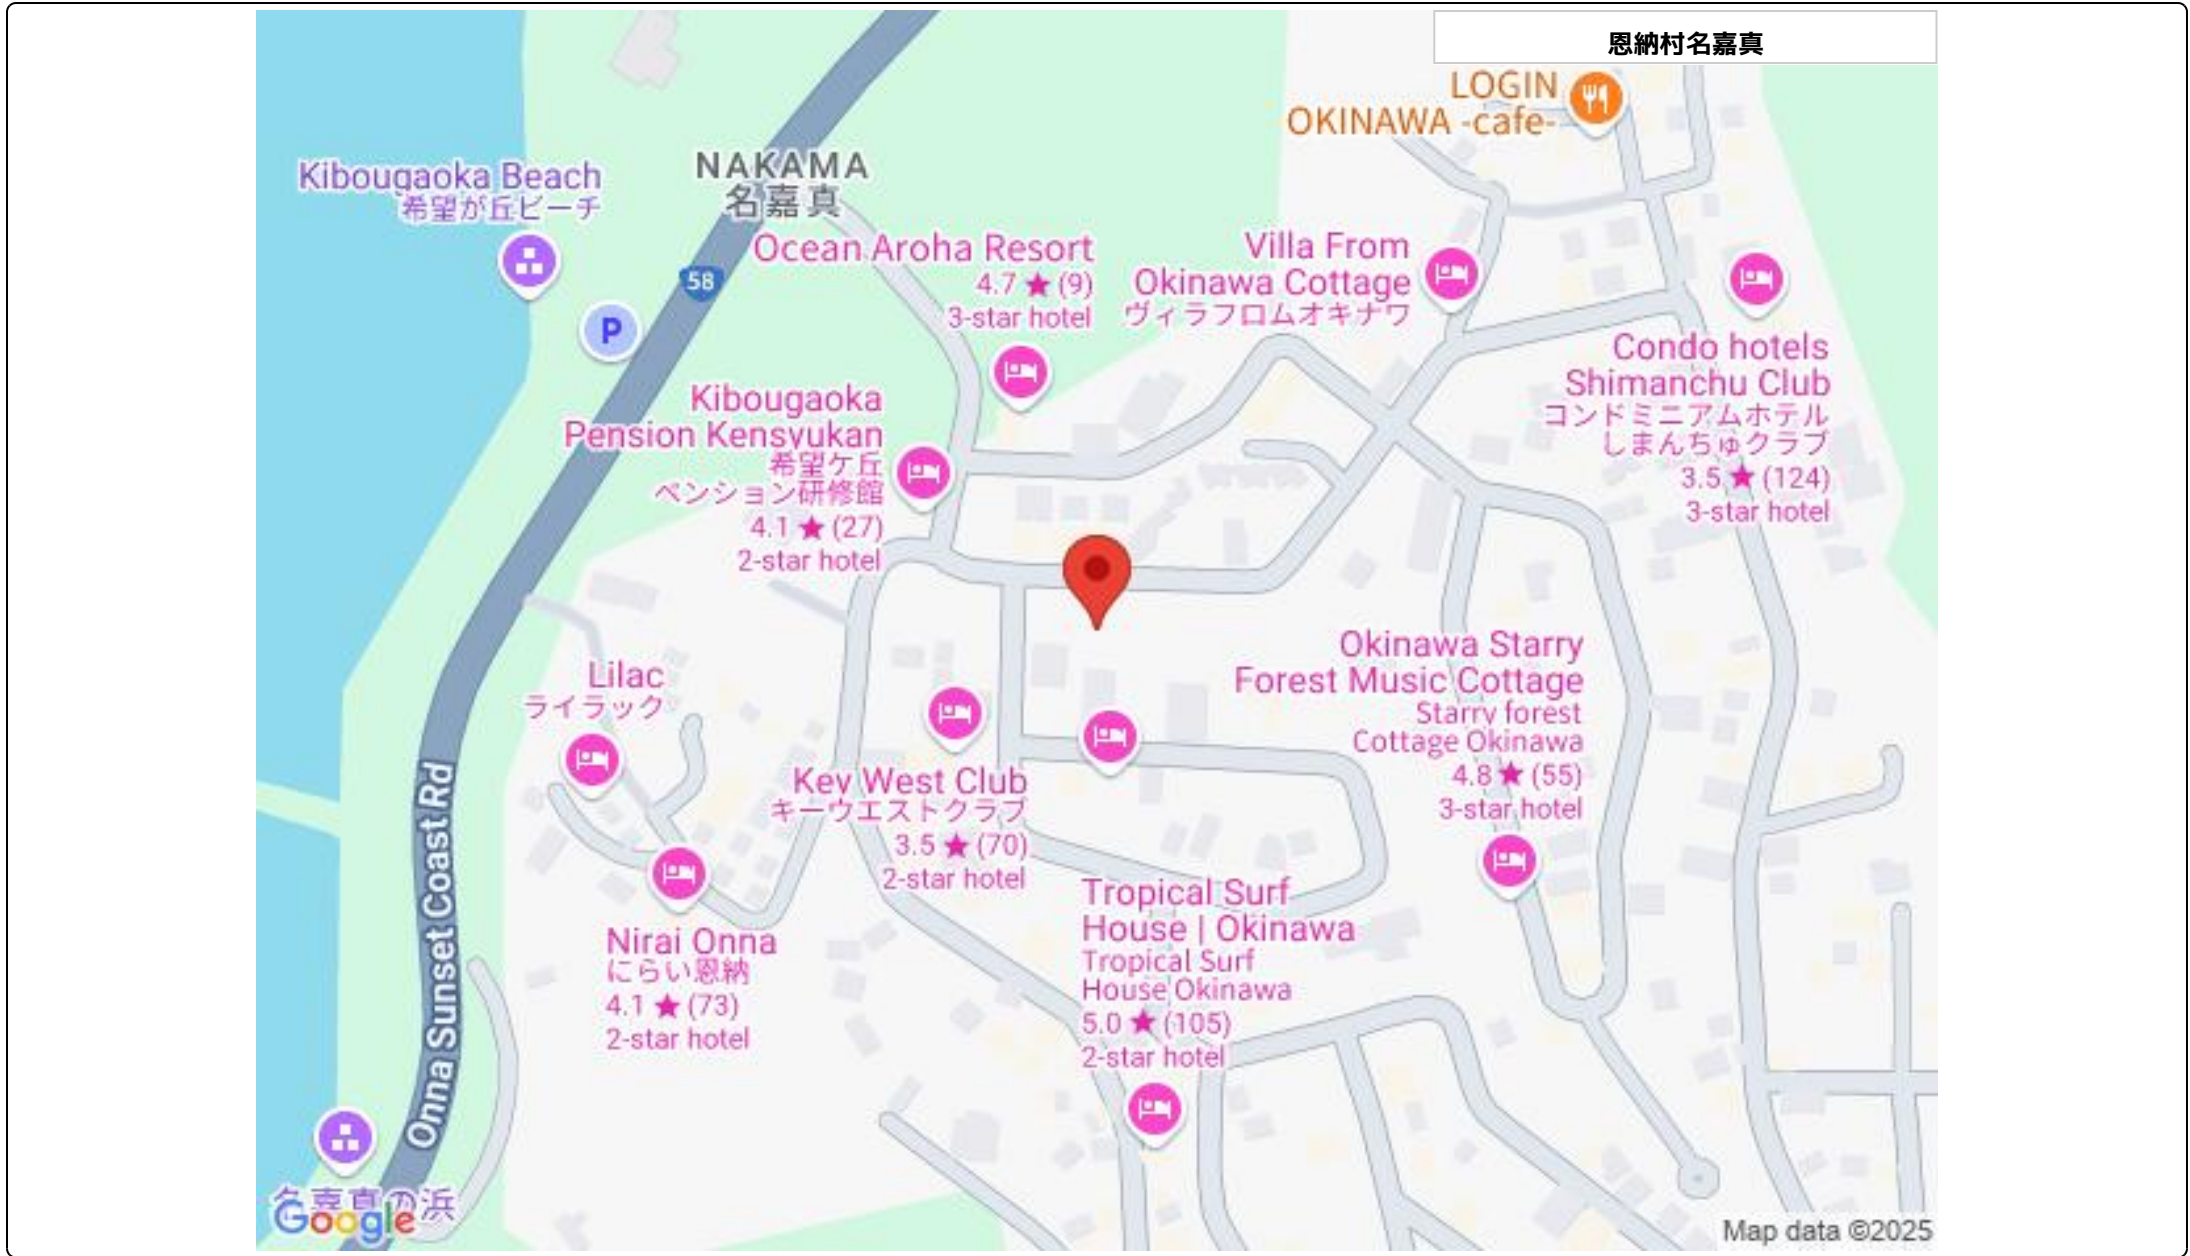 恩納村名嘉真
LOGIN
OKINAWA -cafe-
NAKAMA
名嘉真
Kibougaoka Beach
希望が丘ビーチ
58
P
Ocean Aroha Resort
4.7 ★ (9)
3-star hotel
Villa From
Okinawa Cottage
ヴィラフロムオキナワ
Condo hotels
Shimanchu Club
コンドミニアムホテル
しまんちゅクラブ
3.5 ★ (124)
3-star hotel
Kibougaoka
Pension Kensyukan
希望ケ丘
ペンション研修館
4.1 ★ (27)
2-star hotel
Lilac
ライラック
Okinawa Starry
Forest Music Cottage
Starry forest
Cottage Okinawa
4.8 ★ (55)
3-star hotel
Key West Club
キーウエストクラブ
3.5 ★ (70)
2-star hotel
Onna Sunset Coast Rd
Nirai Onna
にらい恩納
4.1 ★ (73)
2-star hotel
Tropical Surf
House | Okinawa
Tropical Surf
House Okinawa
5.0 ★ (105)
2-star hotel
名嘉真の浜
Google
Map data ©2025